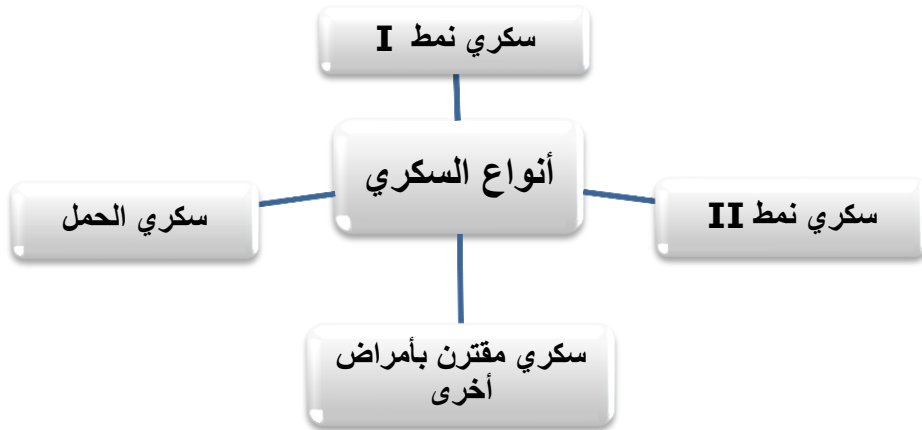 سكري نمط I
أنواع السكري
سكري نمط II
سكري الحمل
سكري مقترن بأمراض
أخرى